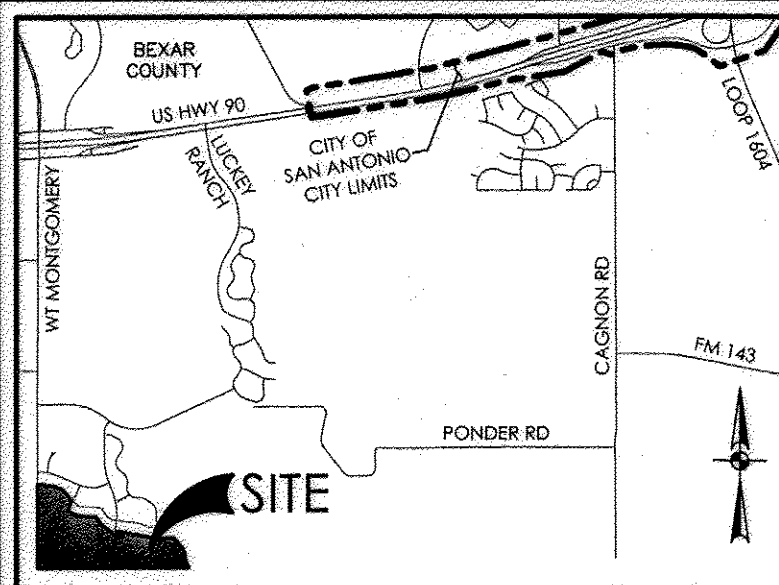 BEXAR
COUNTY
US HWY 90
LUCKEY
RANCH
CITY OF
SAN ANTONIO
CITY LIMITS
LOOP 1604
WT MONTGOMERY
CAGNON RD
FM 143
PONDER RD
SITE